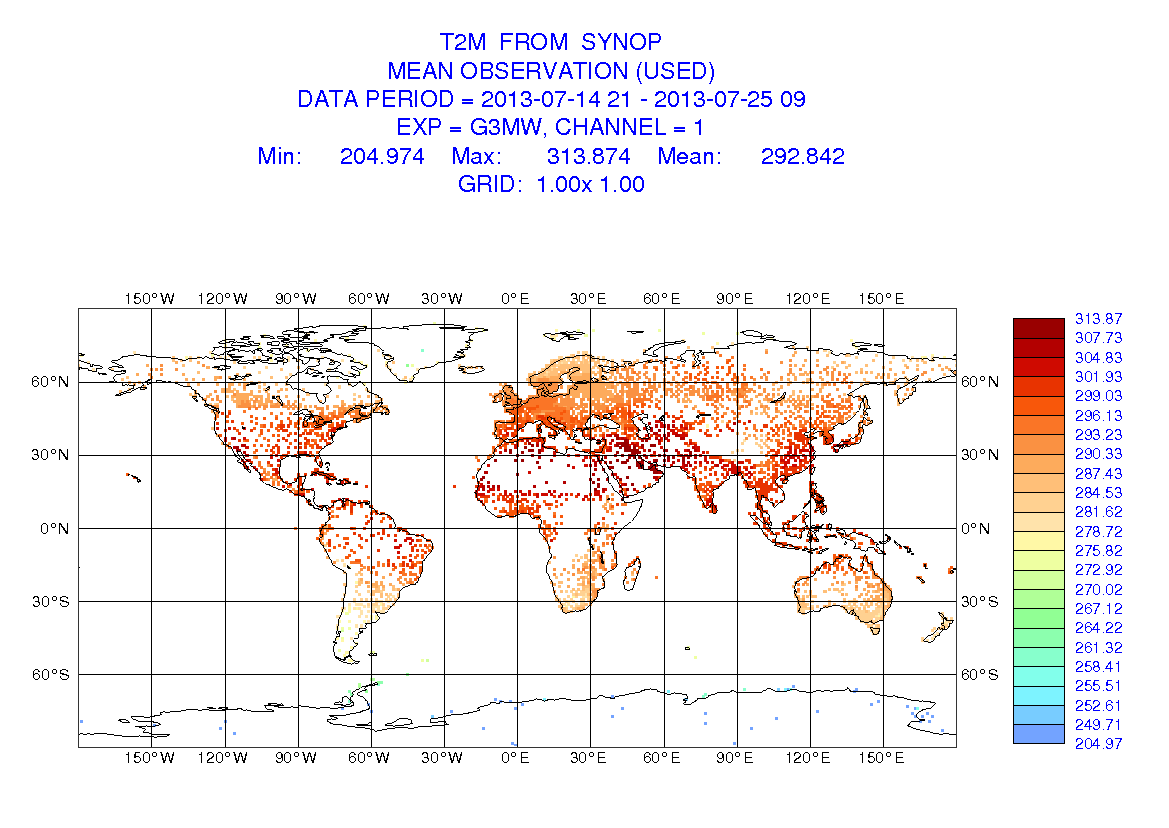 T2M FROM SYNOP
MEAN OBSERVATION (USED)
DATA PERIOD = 2013-07-14 21 - 2013-07-25 09
EXP = G3MW, CHANNEL = 1
Min: 204.974 Max: 313.874 Mean: 292.842
GRID: 1.00x 1.00
150°W 120°W 90°W 60°W 30°W 0°E 30°E 60°E 90°E 120°E 150°E
60°N 60°N
30°N 30°N
0°N 0°N
30°S 30°S
60°S 60°S
150°W 120°W 90°W 60°W 30°W 0°E 30°E 60°E 90°E 120°E 150°E
313.87
307.73
304.83
301.93
299.03
296.13
293.23
290.33
287.43
284.53
281.62
278.72
275.82
272.92
270.02
267.12
264.22
261.32
258.41
255.51
252.61
249.71
204.97